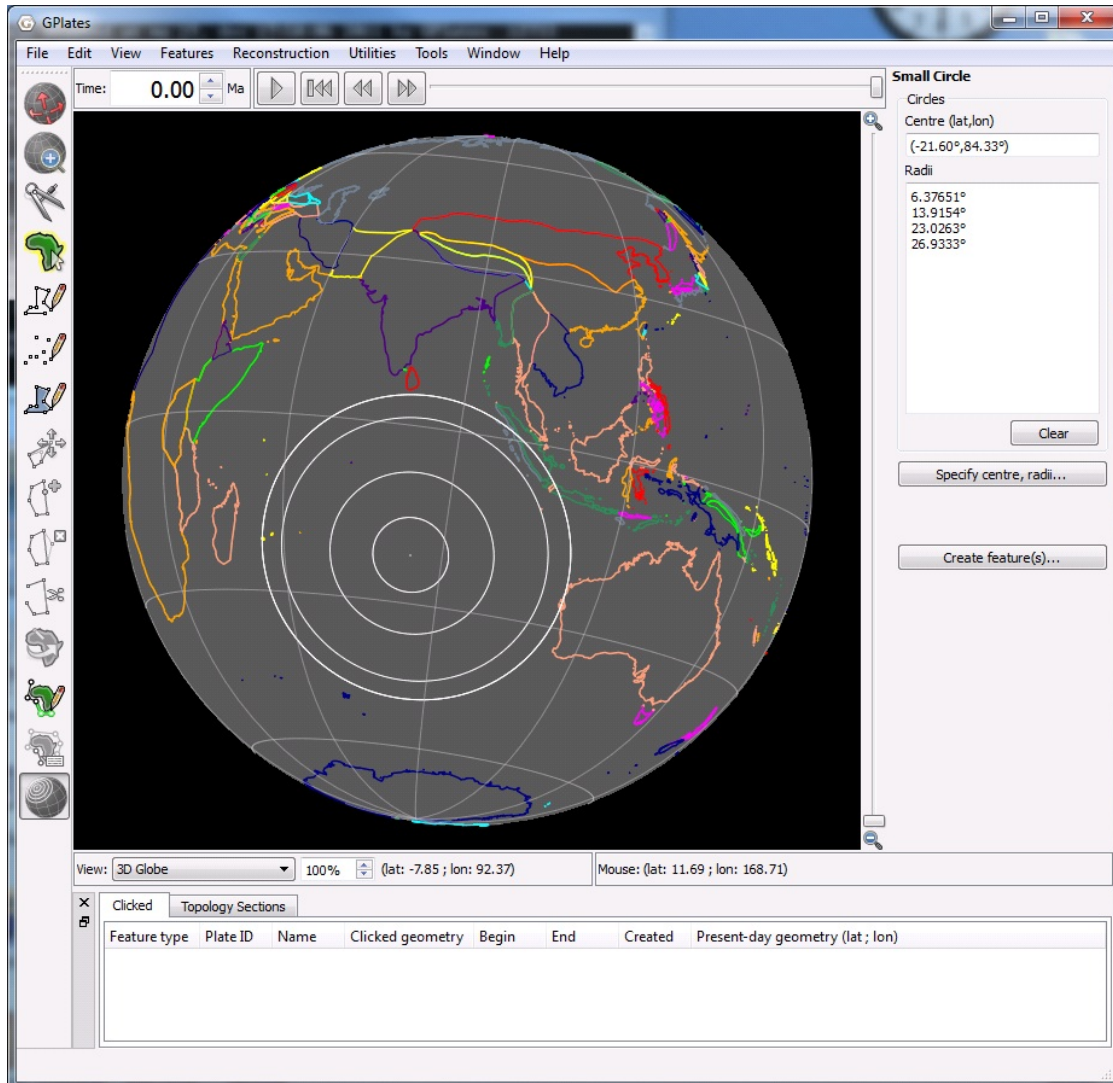 GPlates
File Edit View Features Reconstruction Utilities Tools Window Help
Time: 0.00 Ma
Small Circle
Circles
Centre (lat,lon)
(-21.60°,84.33°)
Radii
6.37651°
13.9154°
23.0263°
26.9333°
Clear
Specify centre, radii...
Create feature(s)...
View: 3D Globe 100% (lat: -7.85 ; lon: 92.37) Mouse: (lat: 11.69 ; lon: 168.71)
Clicked Topology Sections
Feature type Plate ID Name Clicked geometry Begin End Created Present-day geometry (lat ; lon)